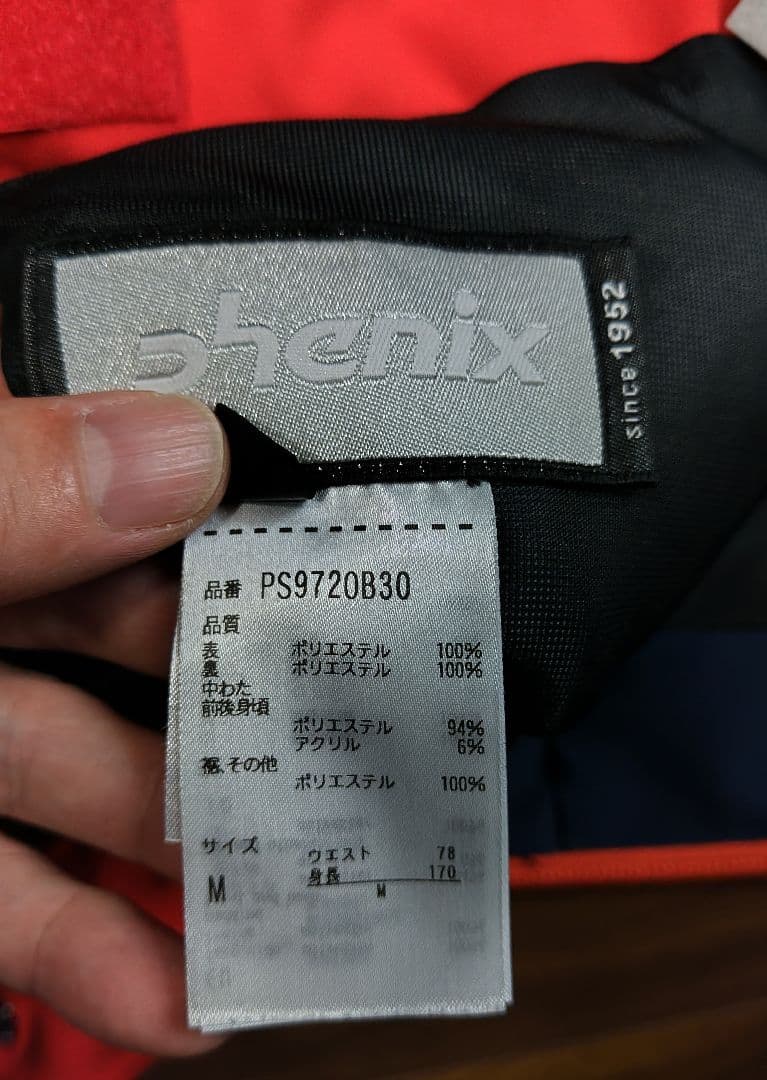 phenix
since 1952
品番 PS9720B30
品質
表 ポリエステル 100%
裏 ポリエステル 100%
中わた
前後身頃
ポリエステル 94%
アクリル 6%
裾、その他
ポリエステル 100%
サイズ
ウエスト 78
身長 170
M
M